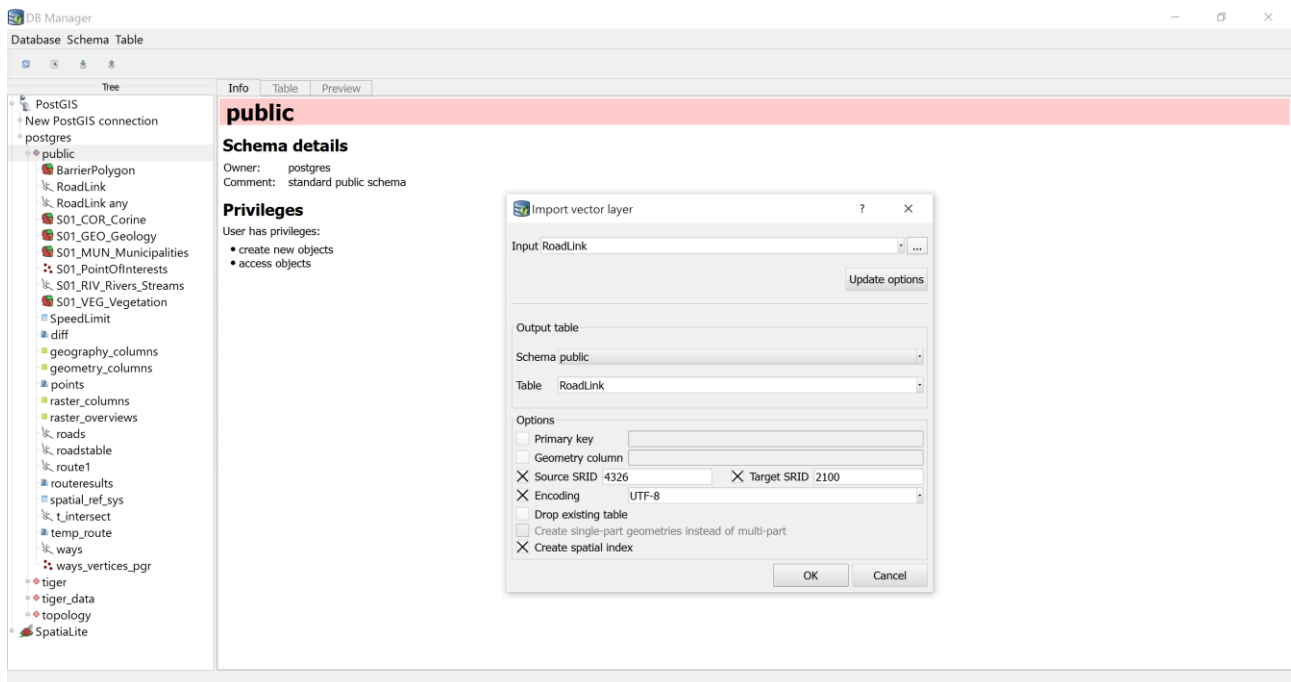 DB Manager
Database Schema Table
Tree
PostGIS
New PostGIS connection
postgres
public
BarrierPolygon
RoadLink
RoadLink any
S01_COR_Corine
S01_GEO_Geology
S01_MUN_Municipalities
S01_PointOfInterests
S01_RIV_Rivers_Streams
S01_VEG_Vegetation
SpeedLimit
diff
geography_columns
geometry_columns
points
raster_columns
raster_overviews
roads
roadstable
route1
routeresults
spatial_ref_sys
t_intersect
temp_route
ways
ways_vertices_pgr
tiger
tiger_data
topology
SpatiaLite
Info Table Preview
public
Schema details
Owner: postgres
Comment: standard public schema
Privileges
User has privileges:
• create new objects
• access objects
Import vector layer ?
Input RoadLink ...
Update options
Output table
Schema public
Table RoadLink
Options
Primary key
Geometry column
Source SRID 4326 Target SRID 2100
Encoding UTF-8
Drop existing table
Create single-part geometries instead of multi-part
Create spatial index
OK Cancel